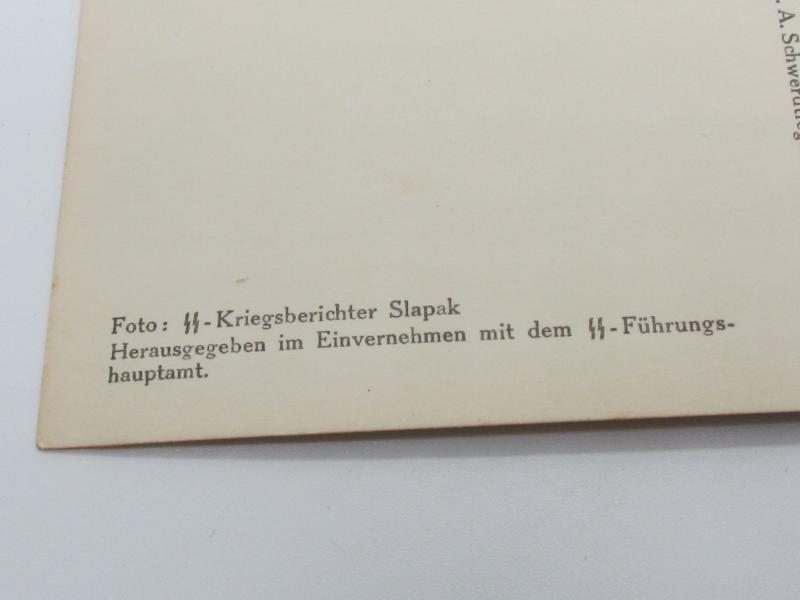 Foto: ᛋᛋ-Kriegsberichter Slapak
Herausgegeben im Einvernehmen mit dem ᛋᛋ-Führungs-
hauptamt.
A.